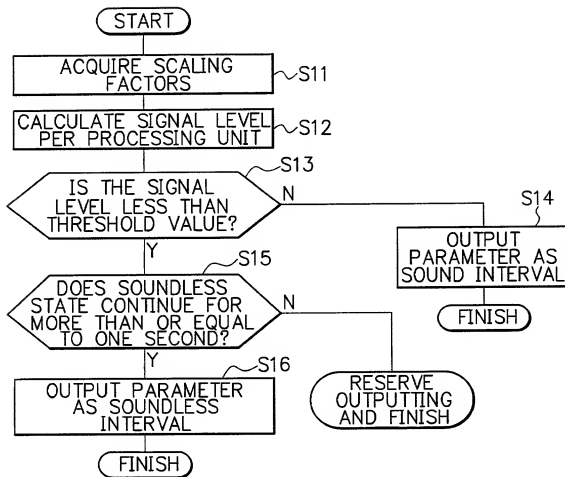 START
ACQUIRE SCALING
FACTORS
S11
CALCULATE SIGNAL LEVEL
PER PROCESSING UNIT
S12
S13
IS THE SIGNAL
LEVEL LESS THAN
THRESHOLD VALUE?
N
Y
S14
OUTPUT
PARAMETER AS
SOUND INTERVAL
FINISH
S15
DOES SOUNDLESS
STATE CONTINUE FOR
MORE THAN OR EQUAL
TO ONE SECOND?
N
Y
S16
OUTPUT PARAMETER
AS SOUNDLESS
INTERVAL
FINISH
RESERVE
OUTPUTTING
AND FINISH